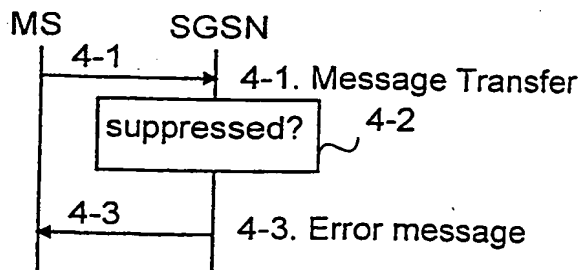 MS SGSN
4-1 4-1. Message Transfer
suppressed? 4-2
4-3 4-3. Error message